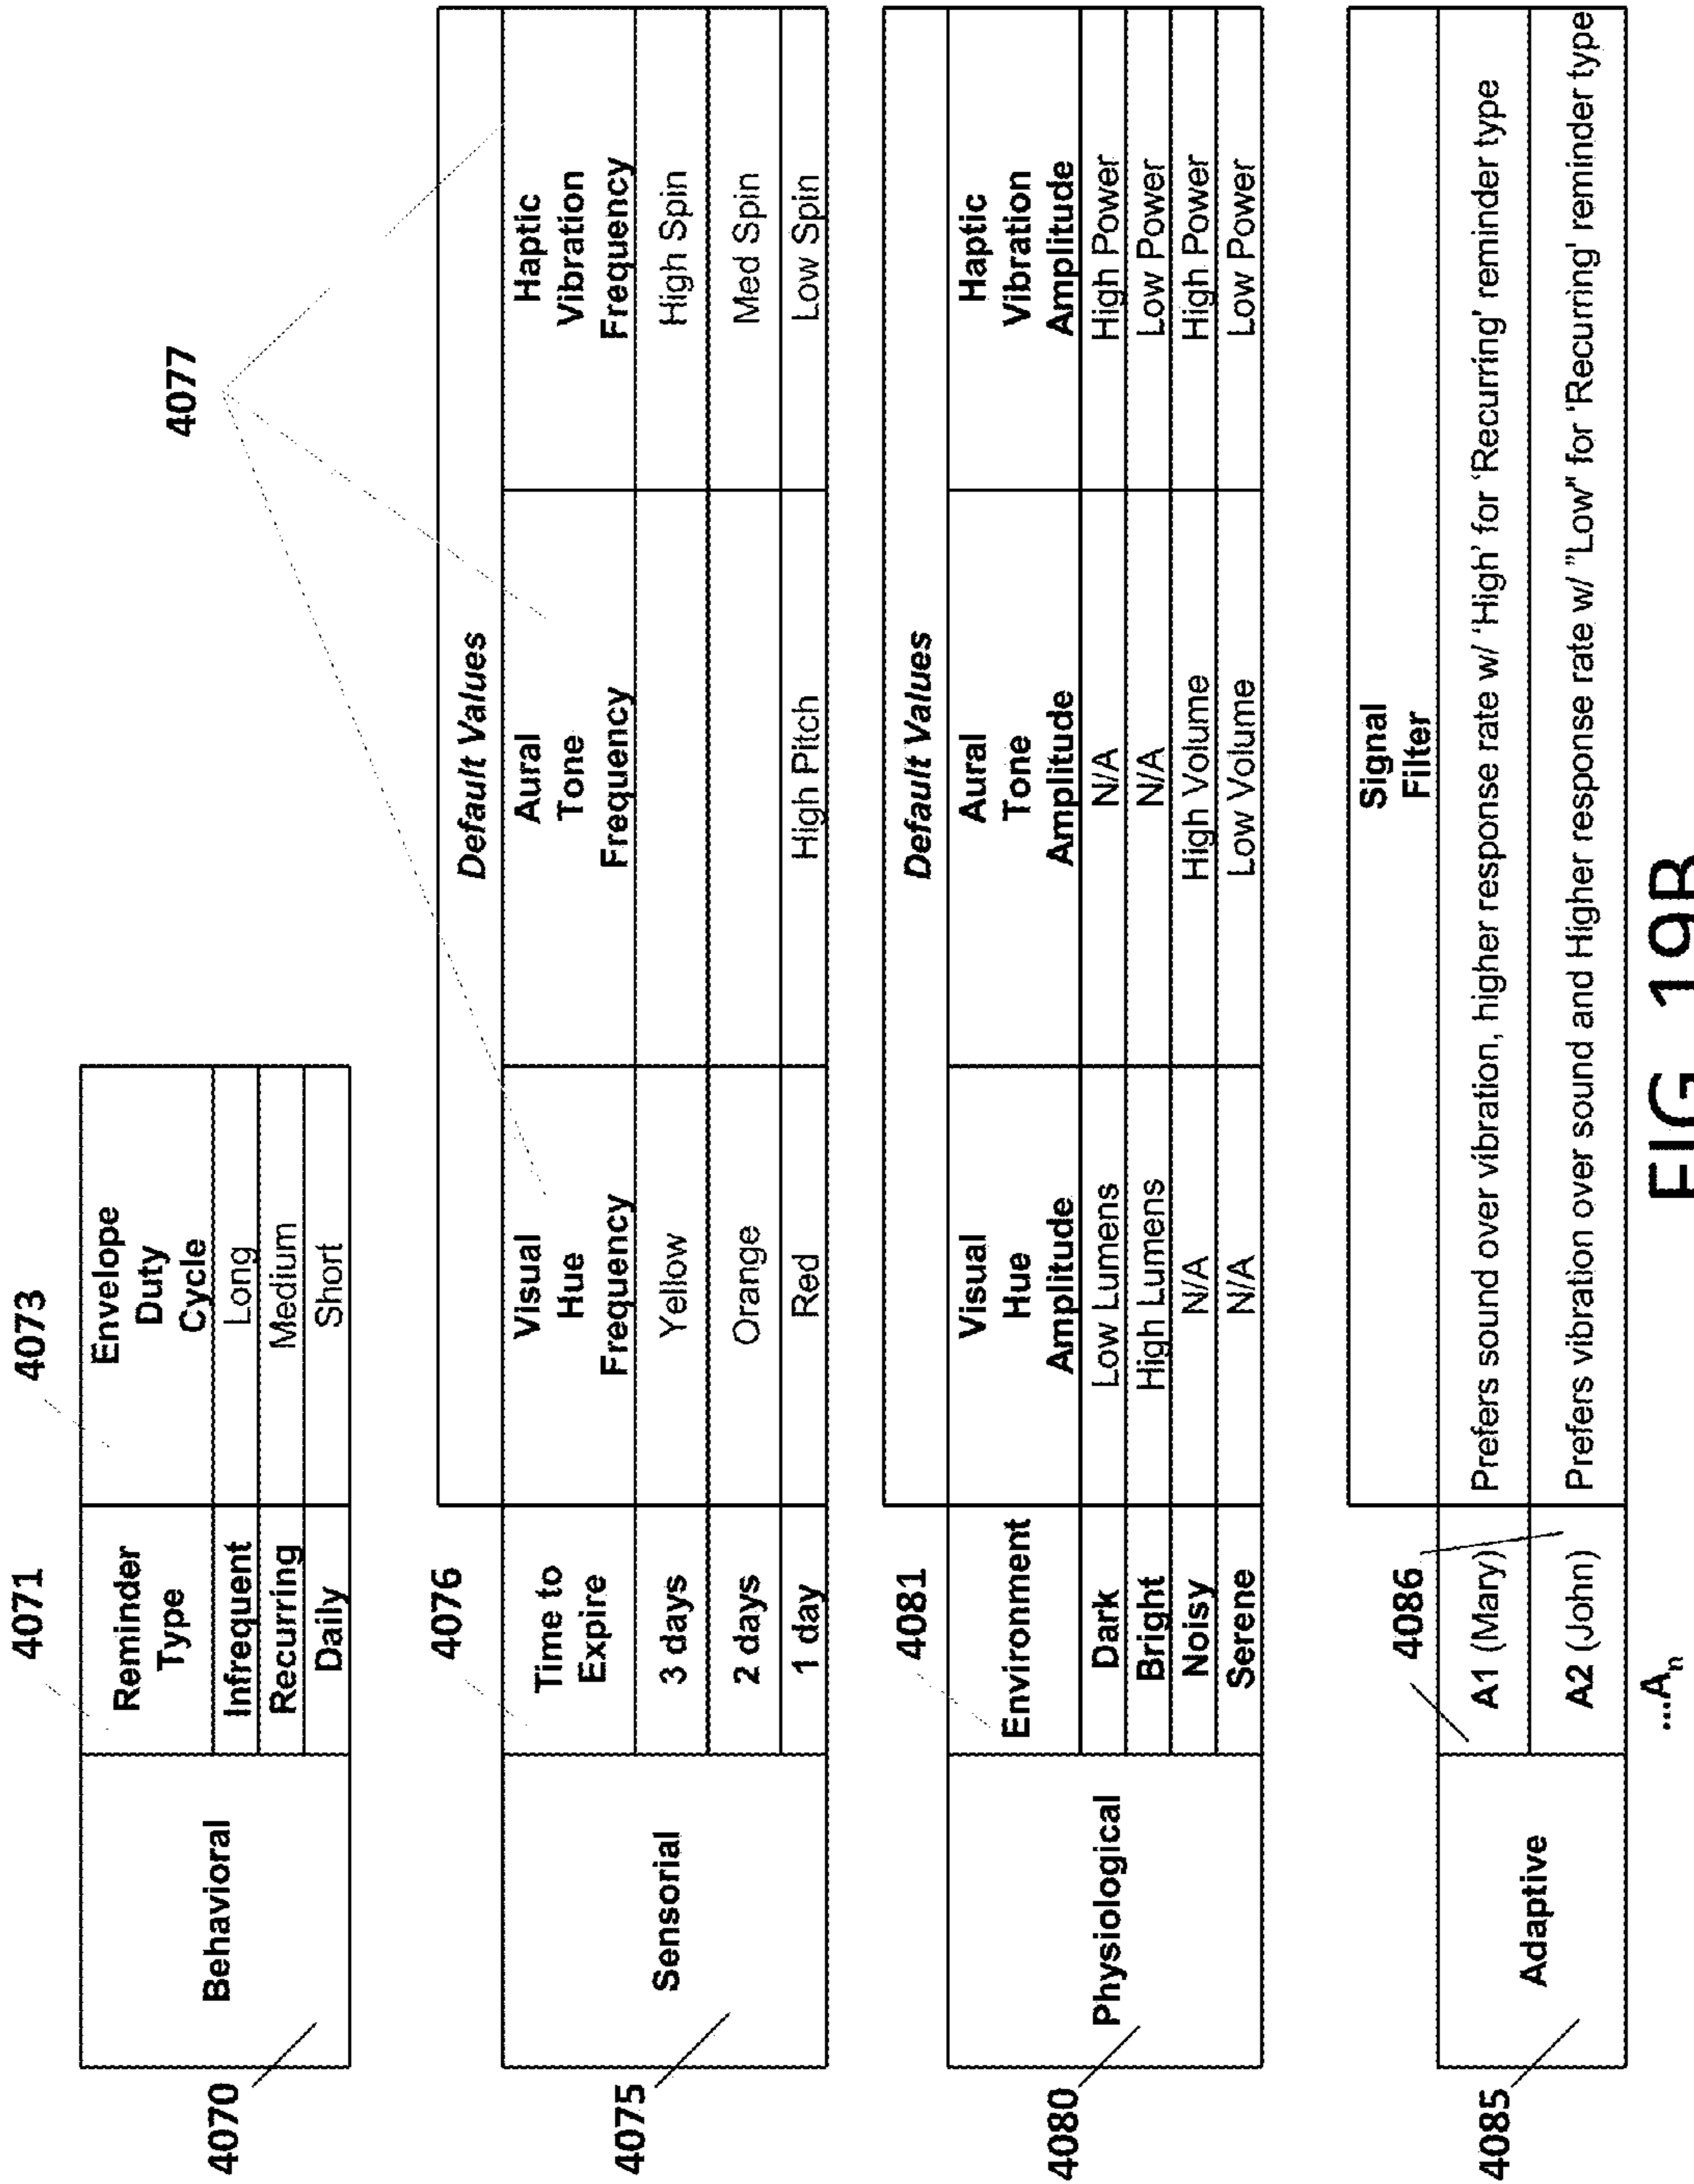 4071
4073
Behavioral
Reminder
Type
Envelope
Duty
Cycle
Infrequent
Long
Recurring
Medium
Daily
Short
4070
4077
4076
Default Values
Sensorial
Time to
Expire
Visual
Hue
Frequency
Aural
Tone
Frequency
Haptic
Vibration
Frequency
3 days
Yellow
High Spin
2 days
Orange
Med Spin
1 day
Red
High Pitch
Low Spin
4075
4081
Default Values
Physiological
Environment
Visual
Hue
Amplitude
Aural
Tone
Amplitude
Haptic
Vibration
Amplitude
Dark
Low Lumens
N/A
High Power
Bright
High Lumens
N/A
Low Power
Noisy
N/A
High Volume
High Power
Serene
N/A
Low Volume
Low Power
4080
4086
Signal
Filter
Adaptive
A1 (Mary)
Prefers sound over vibration, higher response rate w/ 'High' for 'Recurring' reminder type
A2 (John)
Prefers vibration over sound and Higher response rate w/ "Low" for 'Recurring' reminder type
4085
....An
FIG. 19B